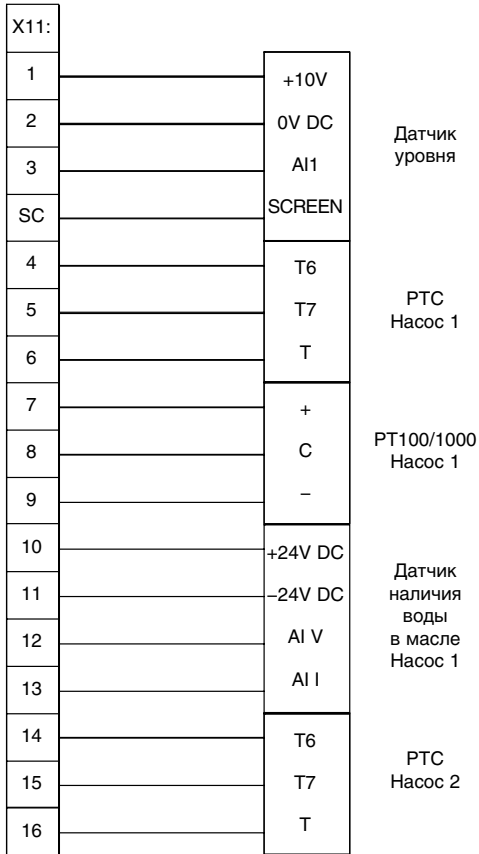 X11:
1
+10V
2
0V DC
3
AI1
SC
SCREEN
Датчик
уровня
4
T6
5
T7
6
T
PTC
Насос 1
7
+
8
C
9
–
PT100/1000
Насос 1
10
+24V DC
11
–24V DC
12
AI V
13
AI I
Датчик
наличия
воды
в масле
Насос 1
14
T6
15
T7
16
T
PTC
Насос 2